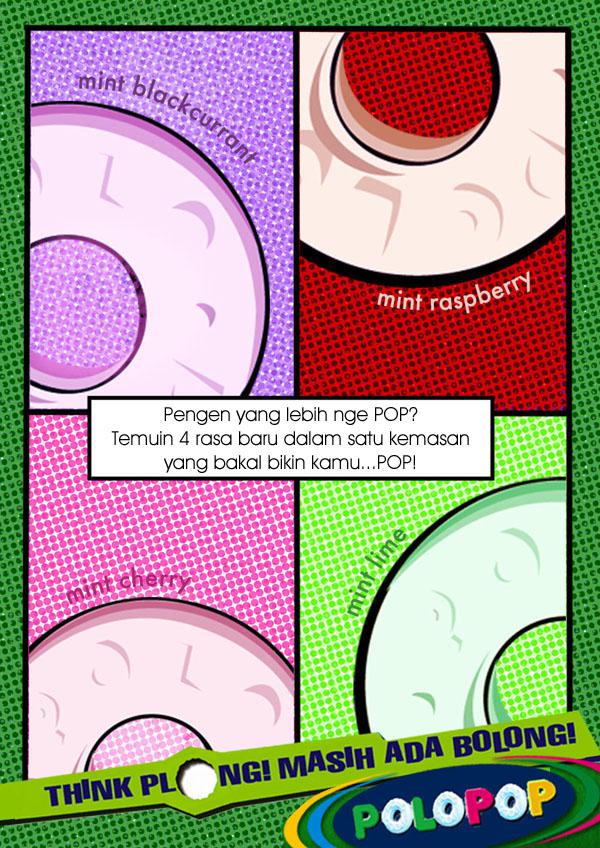 mint blackcurrant
mint raspberry
Pengen yang lebih nge POP?
Temuin 4 rasa baru dalam satu kemasan
yang bakal bikin kamu...POP!
mint cherry
mint lime
THINK PLONG! MASIH ADA BOLONG!
POLOPOP